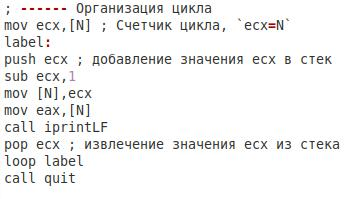 ; ------ Организация цикла
mov ecx,[N] ; Счетчик цикла, `ecx=N`
label:
push ecx ; добавление значения ecx в стек
sub ecx,1
mov [N],ecx
mov eax,[N]
call iprintLF
pop ecx ; извлечение значения ecx из стека
loop label
call quit